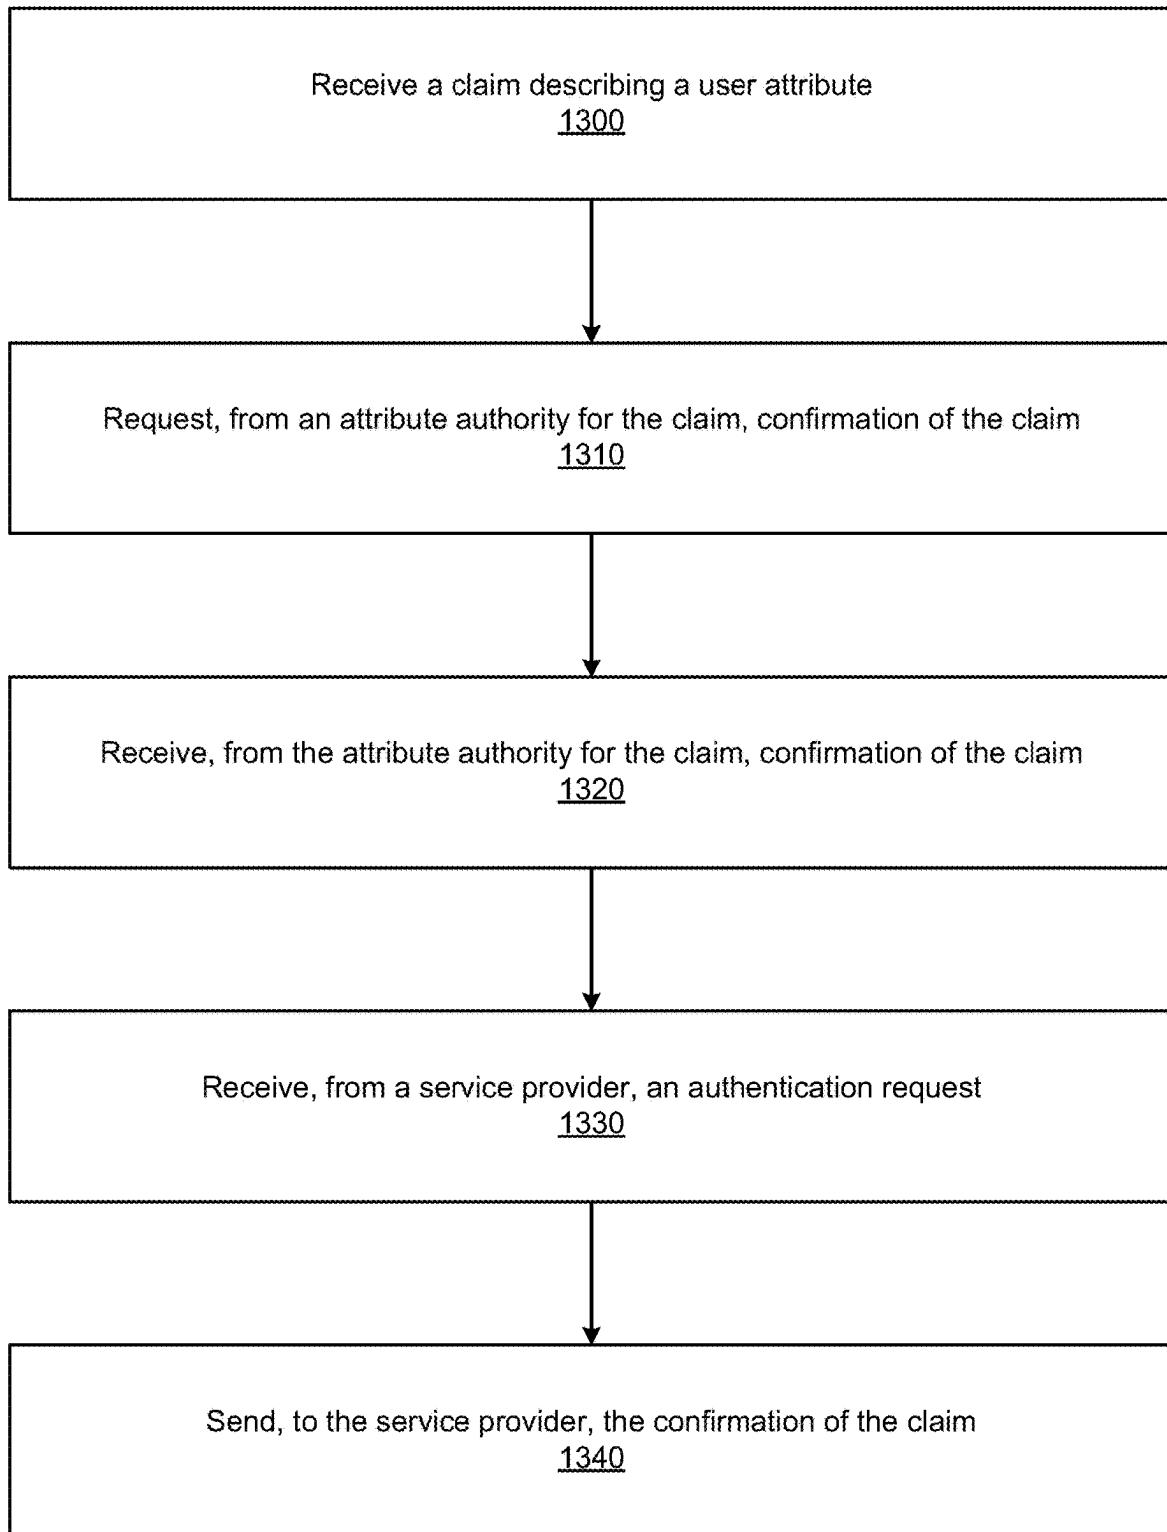 Receive a claim describing a user attribute
1300
Request, from an attribute authority for the claim, confirmation of the claim
1310
Receive, from the attribute authority for the claim, confirmation of the claim
1320
Receive, from a service provider, an authentication request
1330
Send, to the service provider, the confirmation of the claim
1340